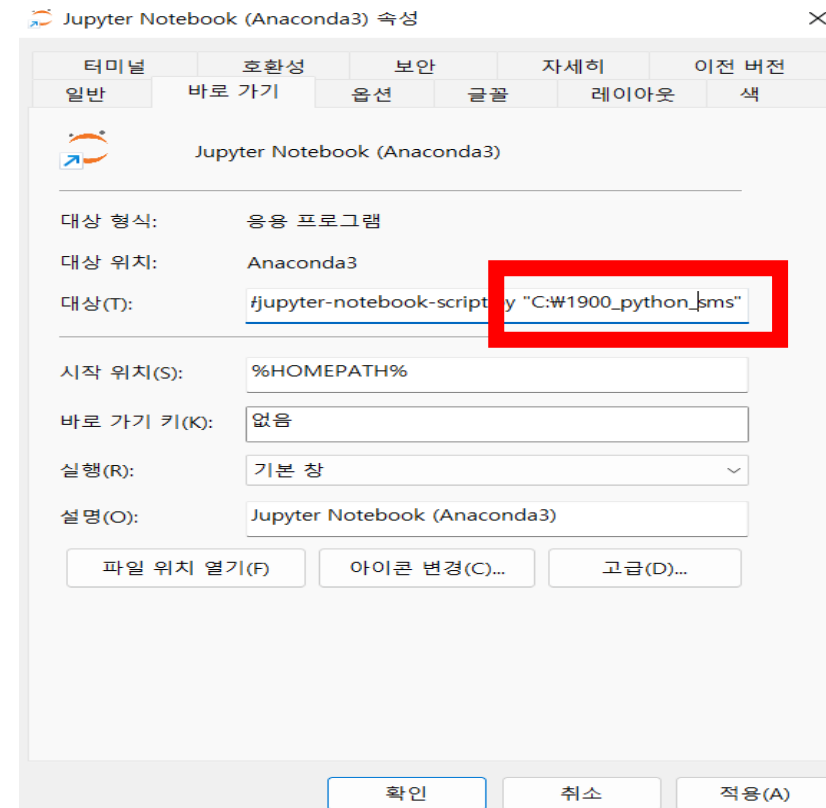 Jupyter Notebook (Anaconda3) 속성
터미널 호환성 보안 자세히 이전 버전
일반 바로 가기 옵션 글꼴 레이아웃 색
Jupyter Notebook (Anaconda3)
대상 형식: 응용 프로그램
대상 위치: Anaconda3
대상(T): jupyter-notebook-script y "C:₩1900_python_sms"
시작 위치(S): %HOMEPATH%
바로 가기 키(K): 없음
실행(R): 기본 창
설명(O): Jupyter Notebook (Anaconda3)
파일 위치 열기(F) 아이콘 변경(C)... 고급(D)...
확인 취소 적용(A)